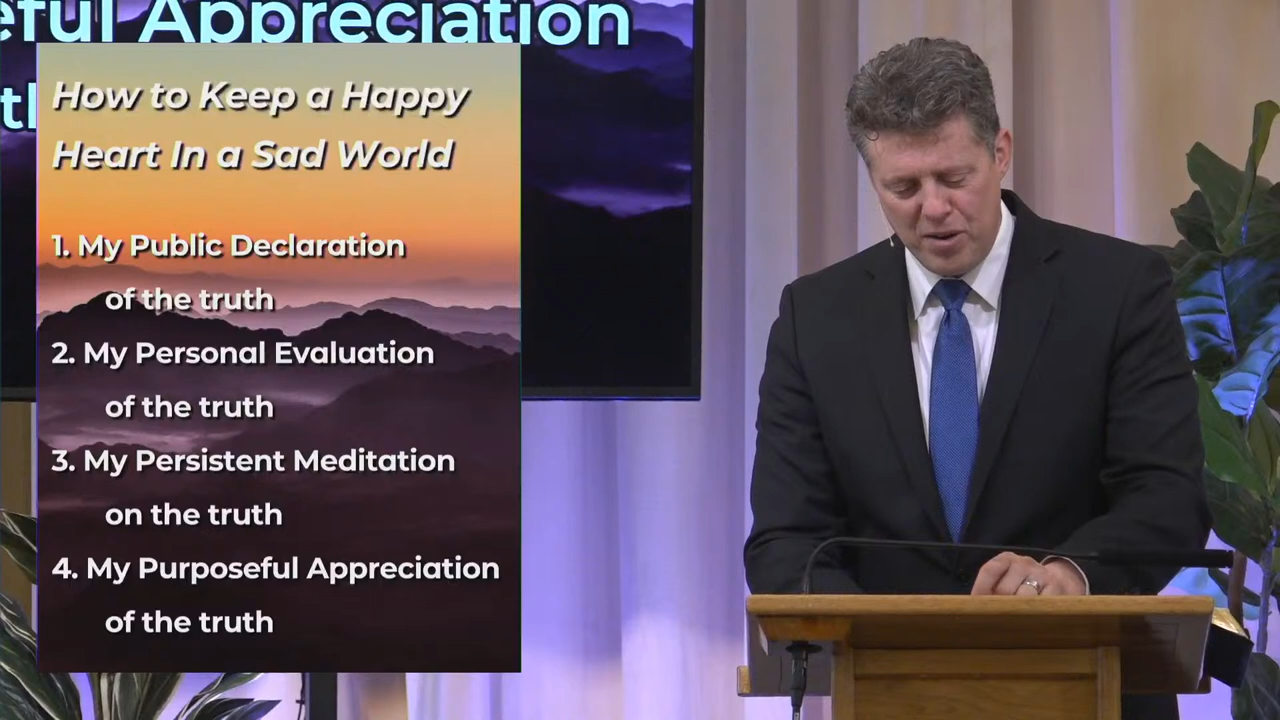 Appreciation
How to Keep a Happy
Heart In a Sad World
1. My Public Declaration
of the truth
2. My Personal Evaluation
of the truth
3. My Persistent Meditation
on the truth
4. My Purposeful Appreciation
of the truth